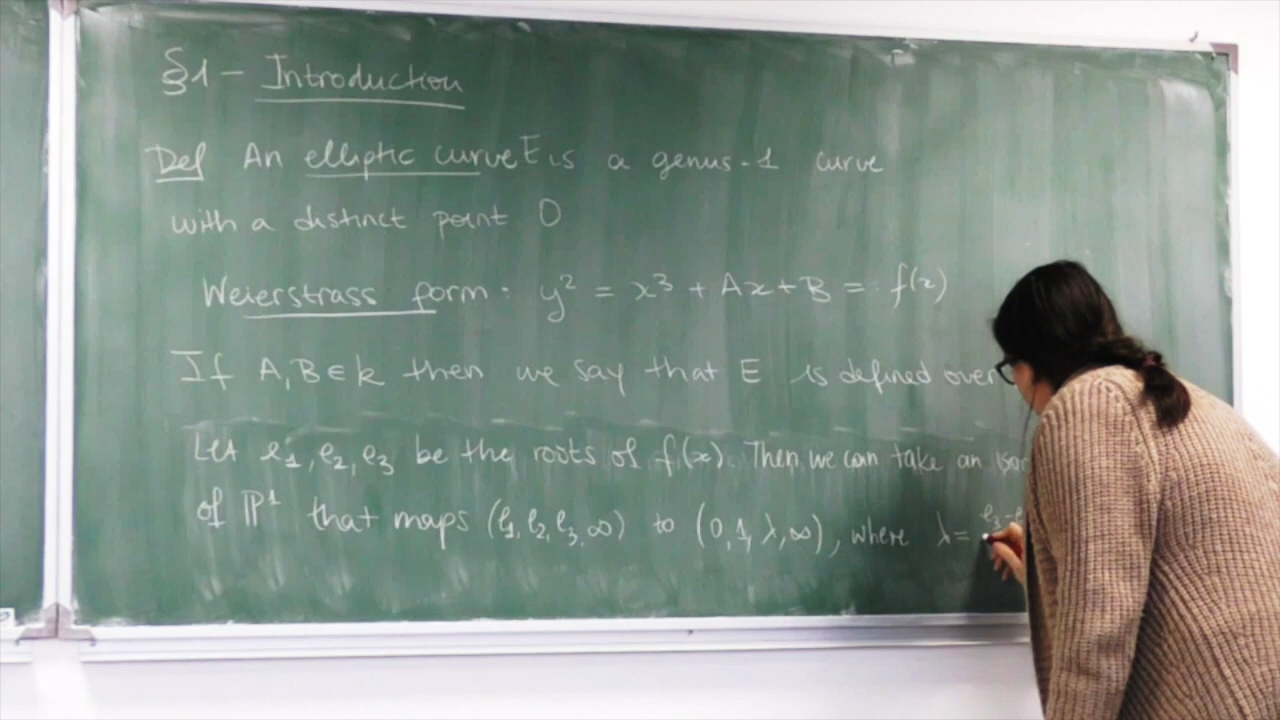 §1 - Introduction
Def An elliptic curve E is a genus-1 curve
with a distinct point O
Weierstrass form: y² = x³ + Ax + B =: f(x)
If A, B ∈ k then we say that E is defined over
Let e1, e2, e3 be the roots of f(x). Then we can take an
of P¹ that maps (e1, e2, e3, ∞) to (0, 1, λ, ∞), where λ =